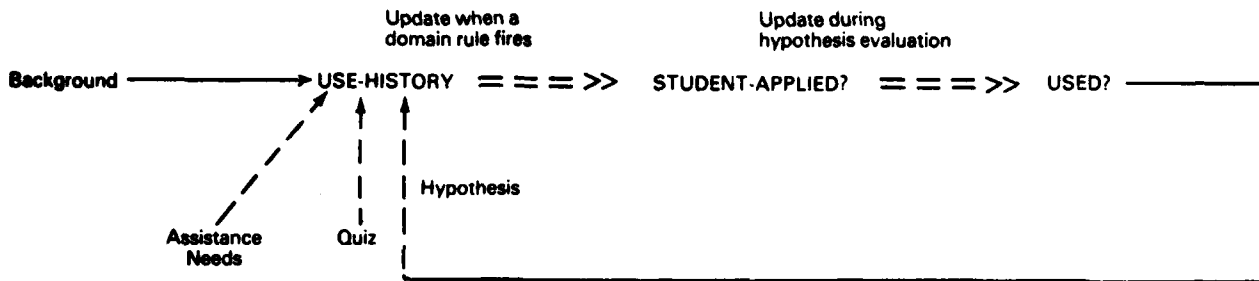 Update when a
domain rule fires
Update during
hypothesis evaluation
Background
USE-HISTORY
= = = >>
STUDENT-APPLIED?
= = = >>
USED?
Hypothesis
Assistance
Needs
Quiz